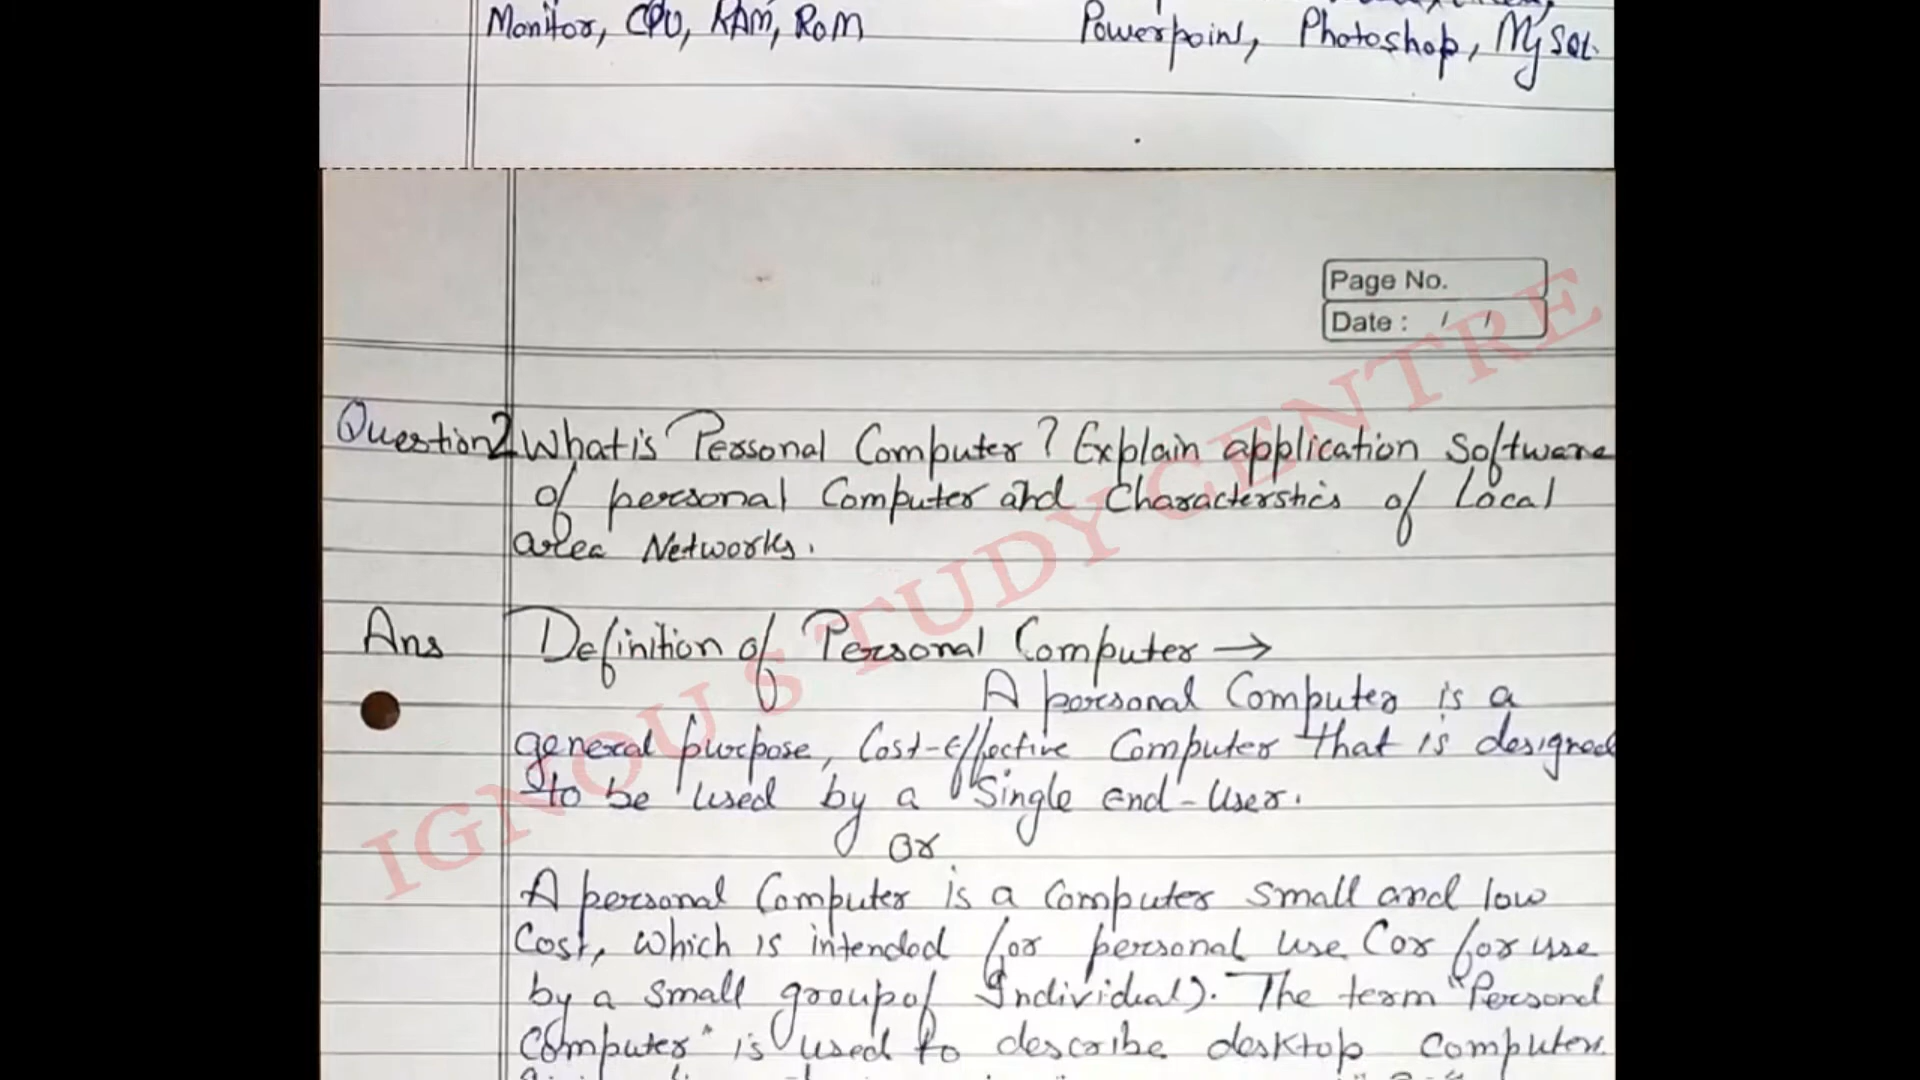 Monitor, CPU, RAM, ROM Powerpoint, Photoshop, MySQL.
Page No.
Date : / /
Question 2 What is Personal Computer? Explain application Software
of personal Computer and Characterstics of Local
area Networks.
Ans Definition of Personal Computer →
A personal Computer is a
general purpose, Cost-effective Computer that is designed
to be used by a Single end-user.
Or
A personal Computer is a Computer small and low
Cost, which is intended for personal use (or for use
by a small group of Individual). The term "Personal
Computer" is used to describe desktop Computers.
IGNOU STUDY CENTRE